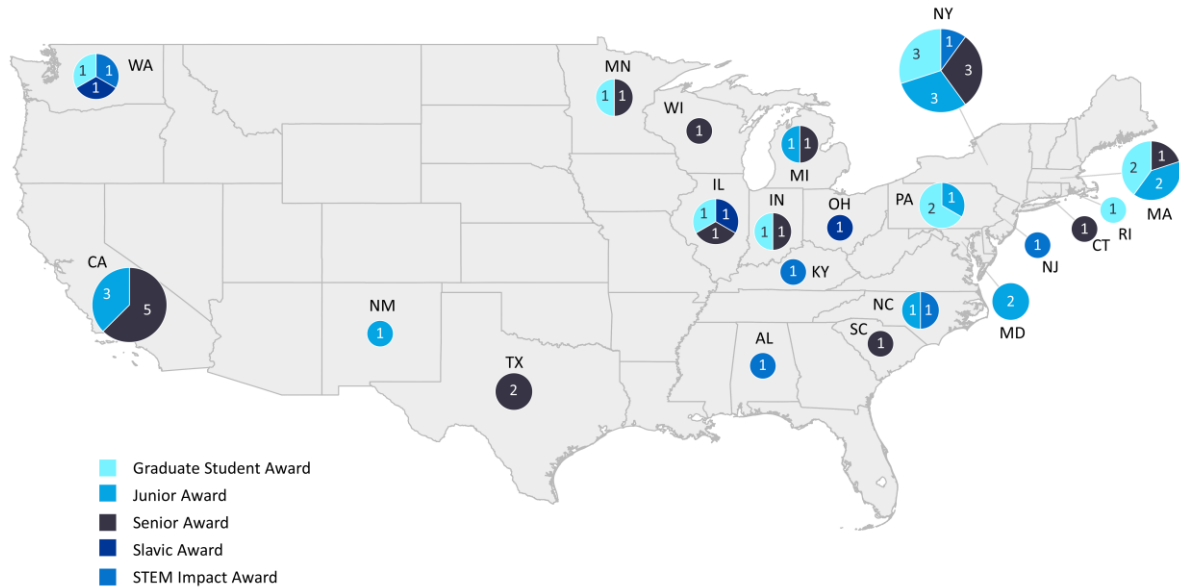 NY
1
3
3
3
WA
1
1
1
MN
1
1
WI
1
1
1
MI
1
2
2
MA
IL
1
1
1
IN
1
1
OH
1
PA
1
2
1
RI
1
CT
1
NJ
1
KY
CA
3
5
NM
1
TX
2
AL
1
NC
1
1
SC
1
2
MD
Graduate Student Award
Junior Award
Senior Award
Slavic Award
STEM Impact Award